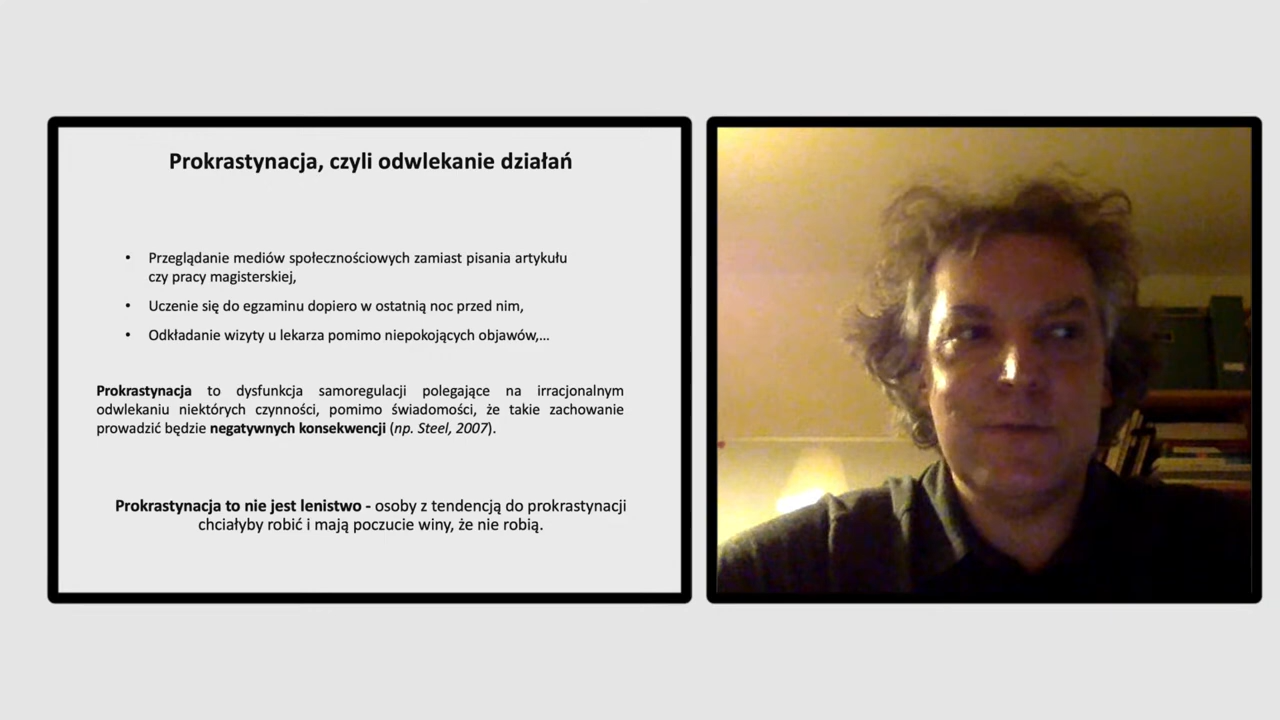 Prokrastynacja, czyli odwlekanie działań
• Przeglądanie mediów społecznościowych zamiast pisania artykułu
czy pracy magisterskiej,
• Uczenie się do egzaminu dopiero w ostatnią noc przed nim,
• Odkładanie wizyty u lekarza pomimo niepokojących objawów,...
Prokrastynacja to dysfunkcja samoregulacji polegające na irracjonalnym
odwlekaniu niektórych czynności, pomimo świadomości, że takie zachowanie
prowadzić będzie negatywnych konsekwencji (np. Steel, 2007).
Prokrastynacja to nie jest lenistwo - osoby z tendencją do prokrastynacji
chciałyby robić i mają poczucie winy, że nie robią.